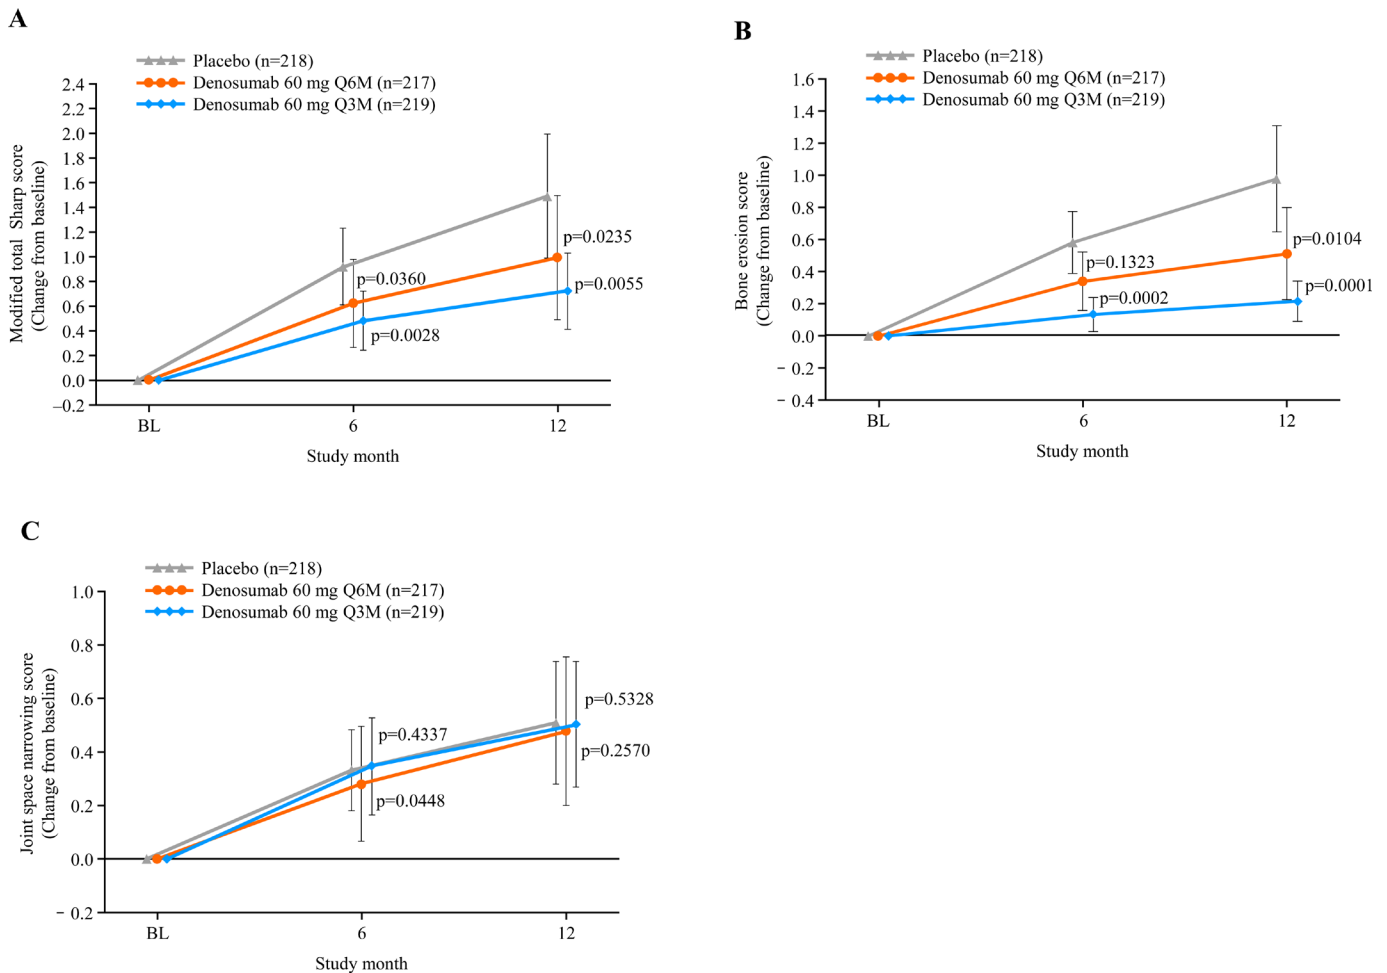 A
Placebo (n=218)
Denosumab 60 mg Q6M (n=217)
Denosumab 60 mg Q3M (n=219)
Modified total Sharp score
(Change from baseline)
2.4
2.2
2.0
1.8
1.6
1.4
1.2
1.0
0.8
0.6
0.4
0.2
0.0
–0.2
p=0.0360
p=0.0028
p=0.0235
p=0.0055
BL
6
12
Study month
B
Placebo (n=218)
Denosumab 60 mg Q6M (n=217)
Denosumab 60 mg Q3M (n=219)
Bone erosion score
(Change from baseline)
1.6
1.4
1.2
1.0
0.8
0.6
0.4
0.2
0.0
− 0.2
− 0.4
p=0.1323
p=0.0002
p=0.0104
p=0.0001
BL
6
12
Study month
C
Placebo (n=218)
Denosumab 60 mg Q6M (n=217)
Denosumab 60 mg Q3M (n=219)
Joint space narrowing score
(Change from baseline)
1.0
0.8
0.6
0.4
0.2
0.0
− 0.2
p=0.4337
p=0.0448
p=0.5328
p=0.2570
BL
6
12
Study month